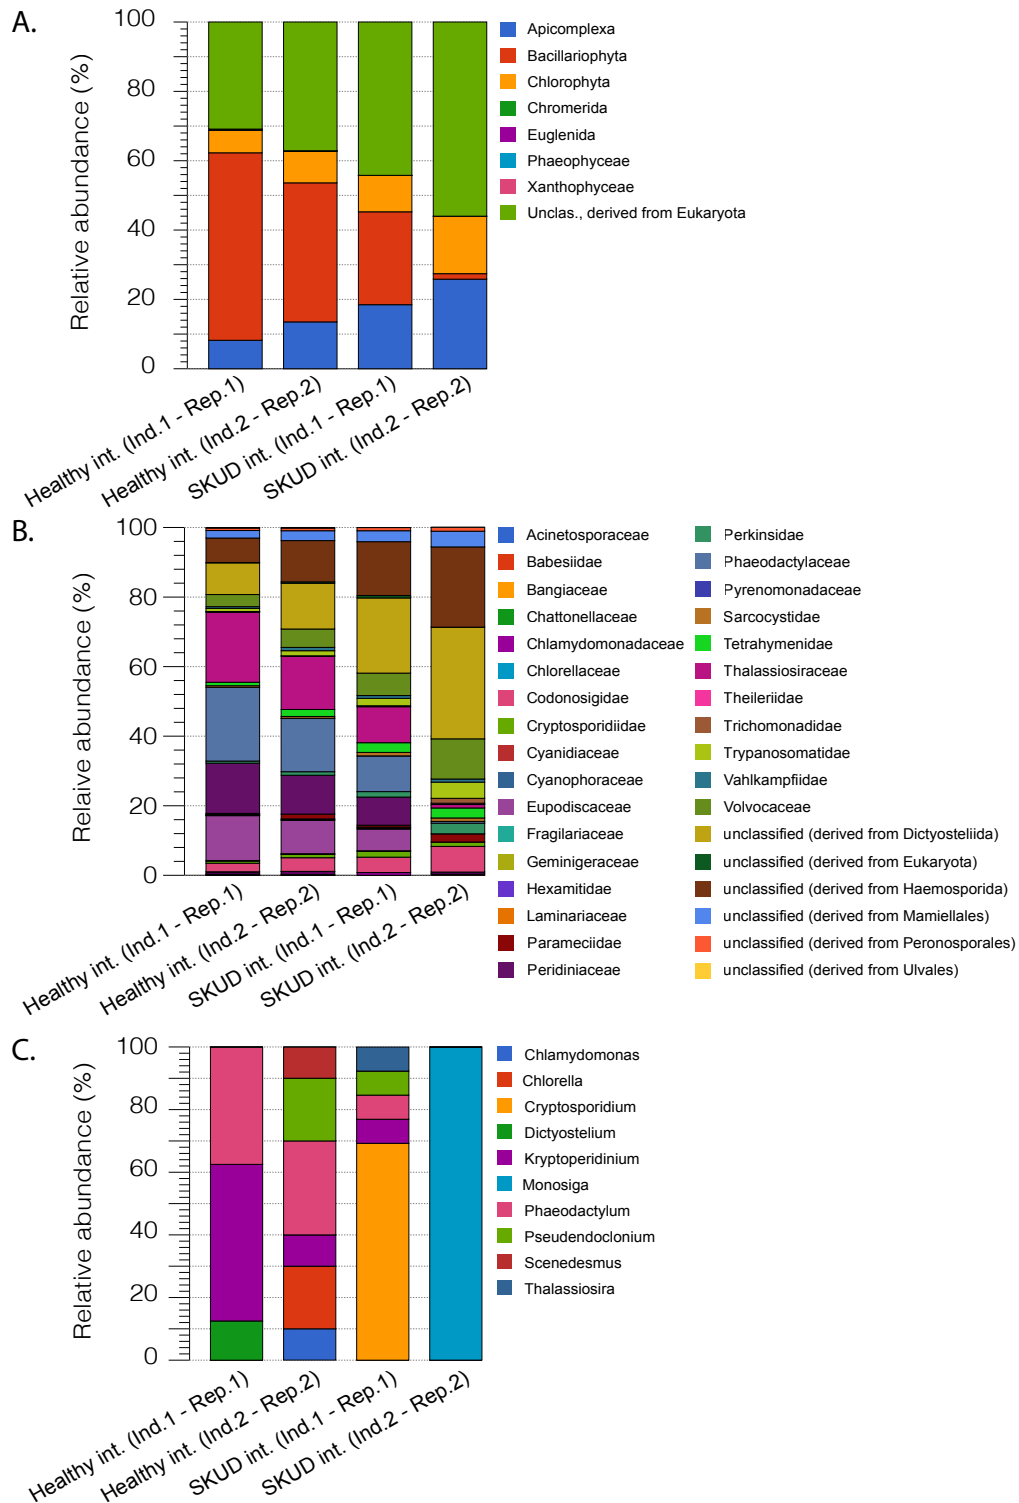 A.
Relative abundance (%)
100
80
60
40
20
0
Healthy int. (Ind.1 - Rep.1)
Healthy int. (Ind.2 - Rep.2)
SKUD int. (Ind.1 - Rep.1)
SKUD int. (Ind.2 - Rep.2)
Apicomplexa
Bacillariophyta
Chlorophyta
Chromerida
Euglenida
Phaeophyceae
Xanthophyceae
Unclas., derived from Eukaryota
B.
Relaive abundance (%)
100
80
60
40
20
0
Healthy int. (Ind.1 - Rep.1)
Healthy int. (Ind.2 - Rep.2)
SKUD int. (Ind.1 - Rep.1)
SKUD int. (Ind.2 - Rep.2)
Acinetosporaceae
Babesiidae
Bangiaceae
Chattonellaceae
Chlamydomonadaceae
Chlorellaceae
Codonosigidae
Cryptosporidiidae
Cyanidiaceae
Cyanophoraceae
Eupodiscaceae
Fragilariaceae
Geminigeraceae
Hexamitidae
Laminariaceae
Parameciidae
Peridiniaceae
Perkinsidae
Phaeodactylaceae
Pyrenomonadaceae
Sarcocystidae
Tetrahymenidae
Thalassiosiraceae
Theileriidae
Trichomonadidae
Trypanosomatidae
Vahlkampfiidae
Volvocaceae
unclassified (derived from Dictyosteliida)
unclassified (derived from Eukaryota)
unclassified (derived from Haemosporida)
unclassified (derived from Mamiellales)
unclassified (derived from Peronosporales)
unclassified (derived from Ulvales)
C.
Relative abundance (%)
100
80
60
40
20
0
Healthy int. (Ind.1 - Rep.1)
Healthy int. (Ind.2 - Rep.2)
SKUD int. (Ind.1 - Rep.1)
SKUD int. (Ind.2 - Rep.2)
Chlamydomonas
Chlorella
Cryptosporidium
Dictyostelium
Kryptoperidinium
Monosiga
Phaeodactylum
Pseudendoclonium
Scenedesmus
Thalassiosira